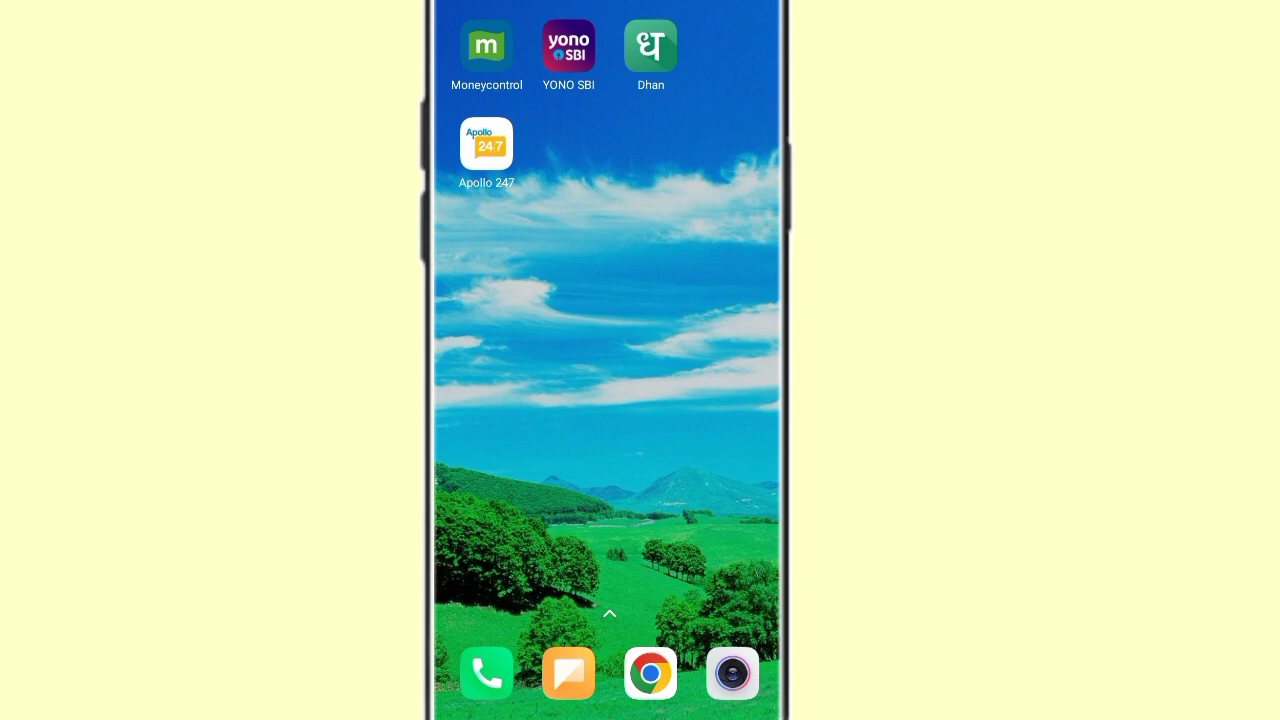 m
yono
SBI
ध
Moneycontrol
YONO SBI
Dhan
Apollo
24|7
Apollo 247